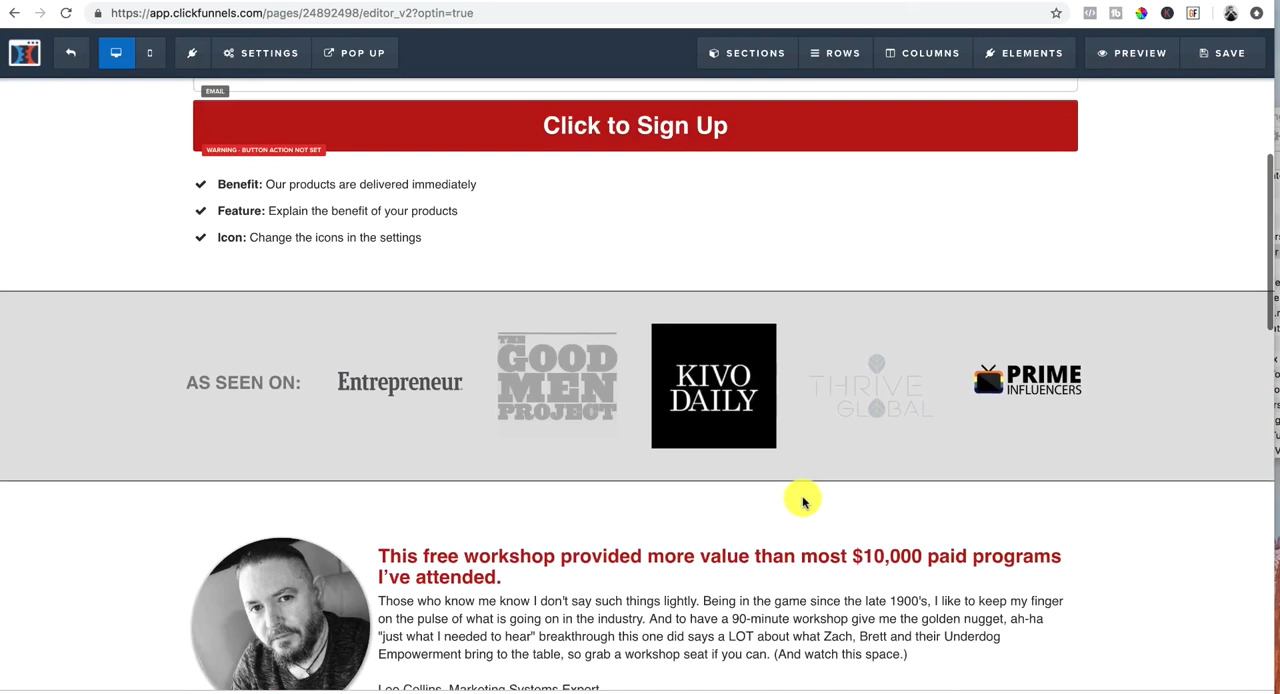 https://app.clickfunnels.com/pages/24892498/editor_v2?optin=true
SETTINGS
POP UP
SECTIONS
ROWS
COLUMNS
ELEMENTS
PREVIEW
SAVE
EMAIL
Click to Sign Up
WARNING - BUTTON ACTION NOT SET
Benefit: Our products are delivered immediately
Feature: Explain the benefit of your products
Icon: Change the icons in the settings
AS SEEN ON:
Entrepreneur
THE
GOOD
MEN
PROJECT
KIVO
DAILY
THRIVE
GLOBAL
PRIME
INFLUENCERS
This free workshop provided more value than most $10,000 paid programs
I've attended.
Those who know me know I don't say such things lightly. Being in the game since the late 1900's, I like to keep my finger
on the pulse of what is going on in the industry. And to have a 90-minute workshop give me the golden nugget, ah-ha
"just what I needed to hear" breakthrough this one did says a LOT about what Zach, Brett and their Underdog
Empowerment bring to the table, so grab a workshop seat if you can. (And watch this space.)
Lee Collins, Marketing Systems Expert